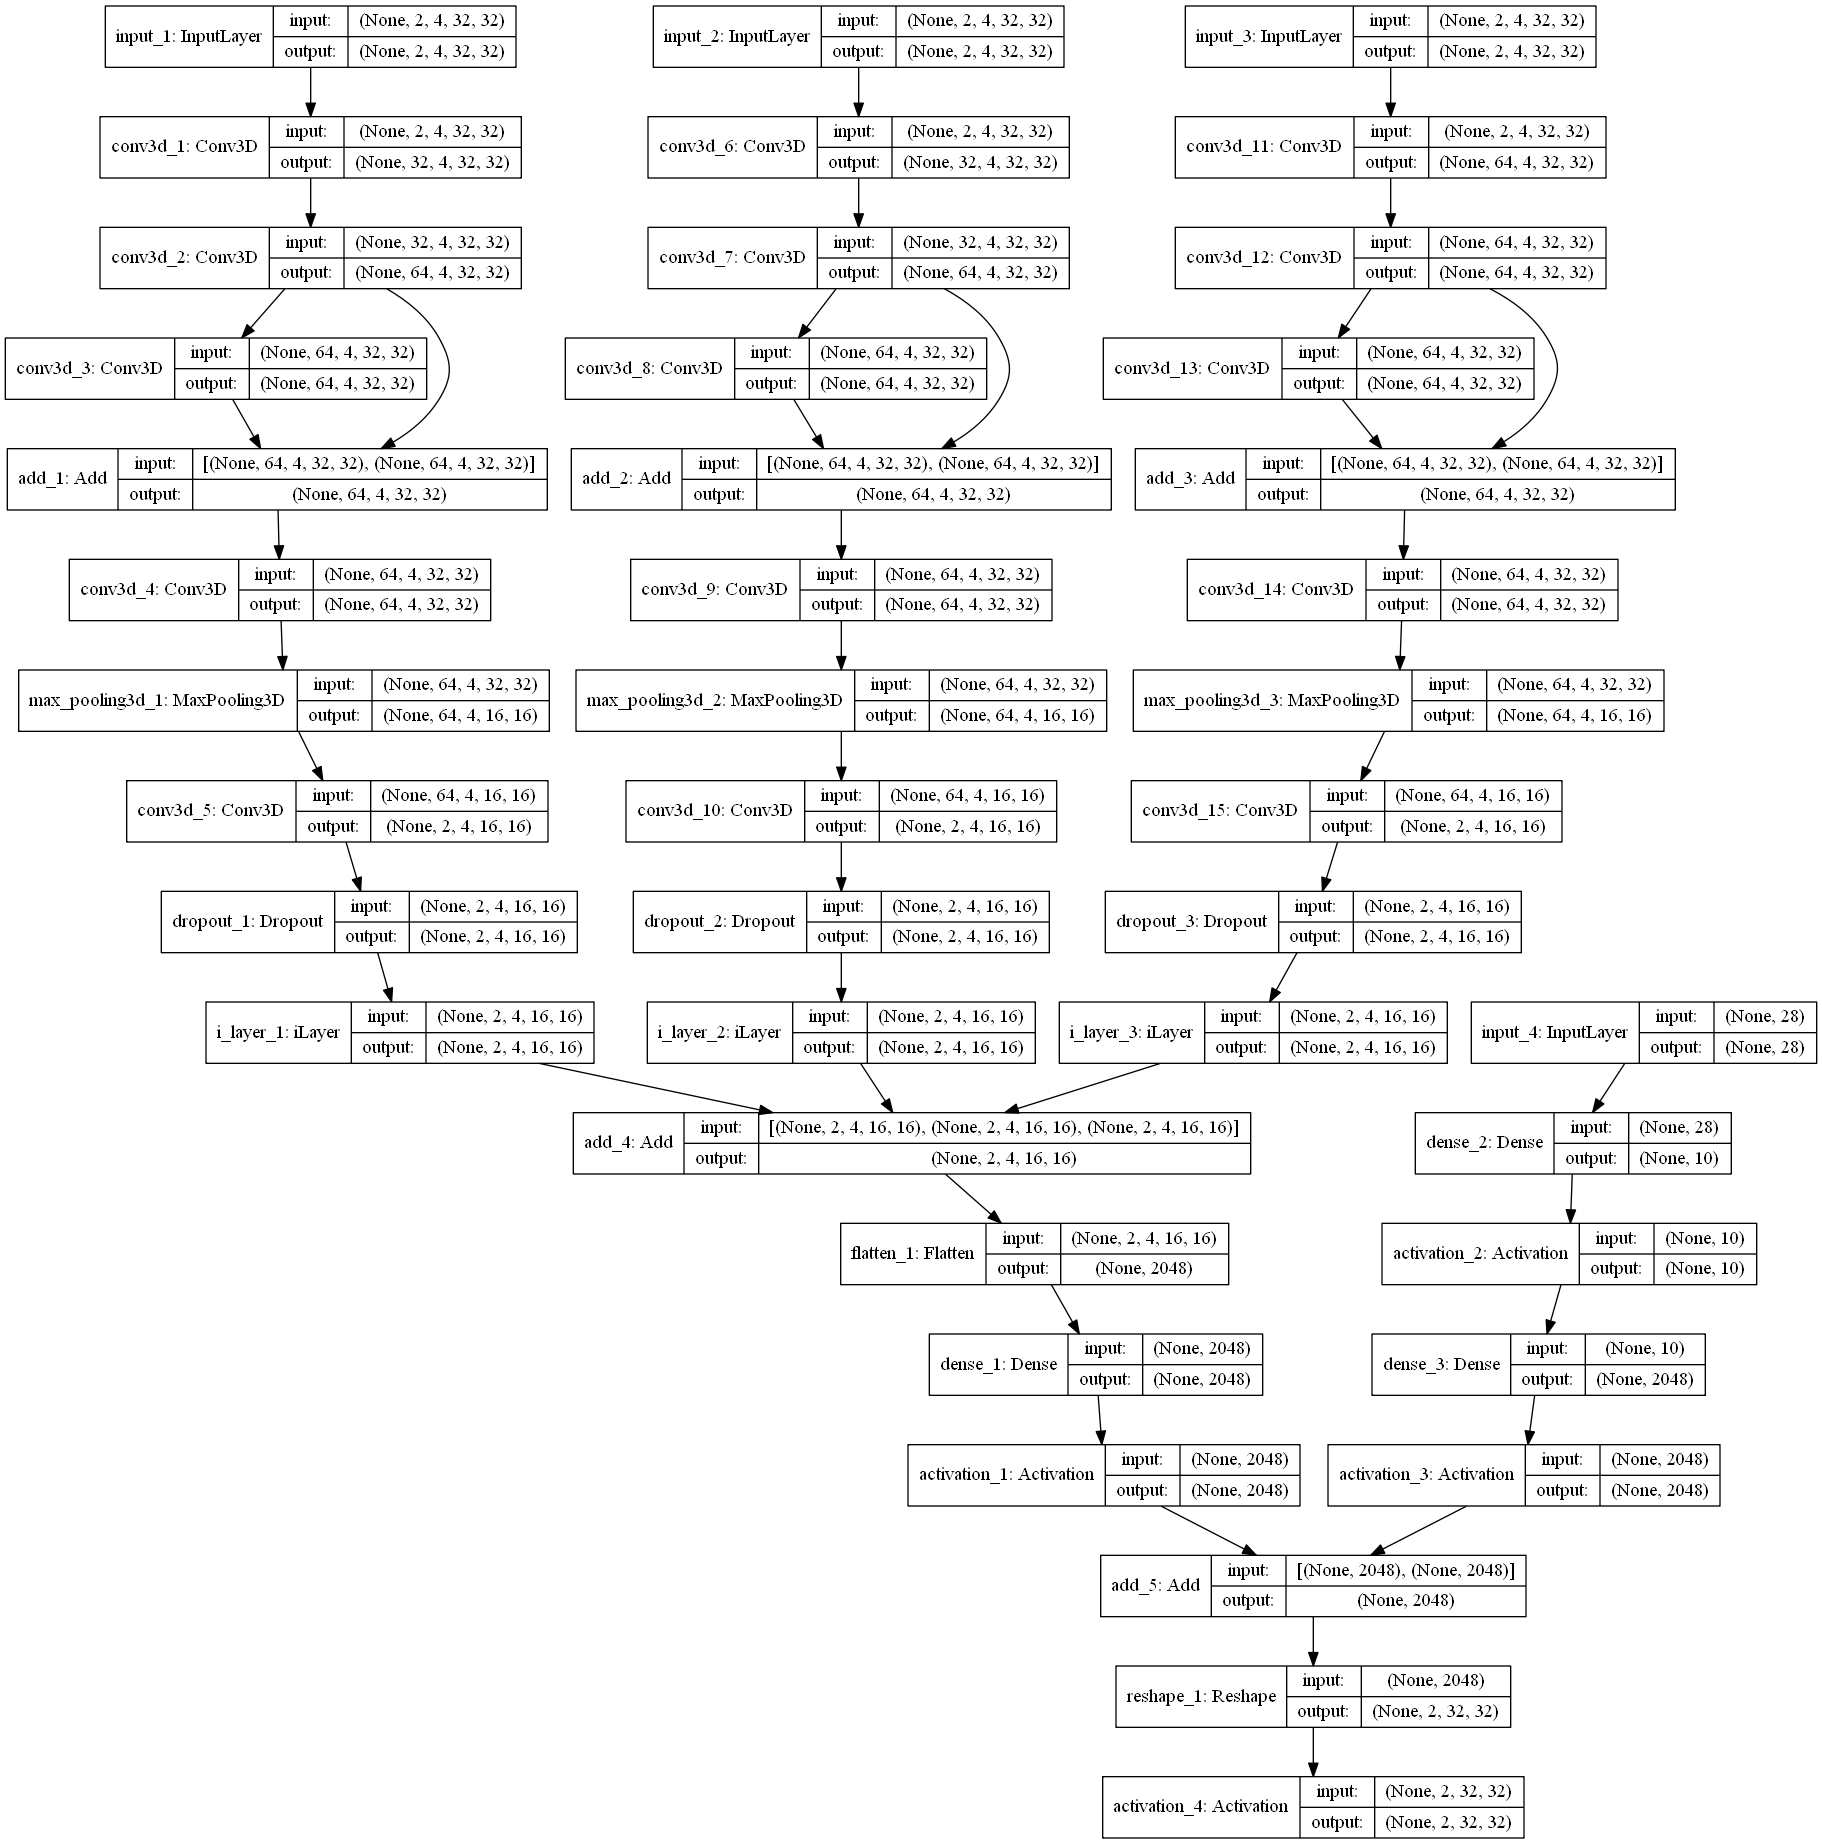 input_1: InputLayer input: (None, 2, 4, 32, 32)
output: (None, 2, 4, 32, 32)
input_2: InputLayer input: (None, 2, 4, 32, 32)
output: (None, 2, 4, 32, 32)
input_3: InputLayer input: (None, 2, 4, 32, 32)
output: (None, 2, 4, 32, 32)
conv3d_1: Conv3D input: (None, 2, 4, 32, 32)
output: (None, 32, 4, 32, 32)
conv3d_6: Conv3D input: (None, 2, 4, 32, 32)
output: (None, 32, 4, 32, 32)
conv3d_11: Conv3D input: (None, 2, 4, 32, 32)
output: (None, 64, 4, 32, 32)
conv3d_2: Conv3D input: (None, 32, 4, 32, 32)
output: (None, 64, 4, 32, 32)
conv3d_7: Conv3D input: (None, 32, 4, 32, 32)
output: (None, 64, 4, 32, 32)
conv3d_12: Conv3D input: (None, 64, 4, 32, 32)
output: (None, 64, 4, 32, 32)
conv3d_3: Conv3D input: (None, 64, 4, 32, 32)
output: (None, 64, 4, 32, 32)
conv3d_8: Conv3D input: (None, 64, 4, 32, 32)
output: (None, 64, 4, 32, 32)
conv3d_13: Conv3D input: (None, 64, 4, 32, 32)
output: (None, 64, 4, 32, 32)
add_1: Add input: [(None, 64, 4, 32, 32), (None, 64, 4, 32, 32)]
output: (None, 64, 4, 32, 32)
add_2: Add input: [(None, 64, 4, 32, 32), (None, 64, 4, 32, 32)]
output: (None, 64, 4, 32, 32)
add_3: Add input: [(None, 64, 4, 32, 32), (None, 64, 4, 32, 32)]
output: (None, 64, 4, 32, 32)
conv3d_4: Conv3D input: (None, 64, 4, 32, 32)
output: (None, 64, 4, 32, 32)
conv3d_9: Conv3D input: (None, 64, 4, 32, 32)
output: (None, 64, 4, 32, 32)
conv3d_14: Conv3D input: (None, 64, 4, 32, 32)
output: (None, 64, 4, 32, 32)
max_pooling3d_1: MaxPooling3D input: (None, 64, 4, 32, 32)
output: (None, 64, 4, 16, 16)
max_pooling3d_2: MaxPooling3D input: (None, 64, 4, 32, 32)
output: (None, 64, 4, 16, 16)
max_pooling3d_3: MaxPooling3D input: (None, 64, 4, 32, 32)
output: (None, 64, 4, 16, 16)
conv3d_5: Conv3D input: (None, 64, 4, 16, 16)
output: (None, 2, 4, 16, 16)
conv3d_10: Conv3D input: (None, 64, 4, 16, 16)
output: (None, 2, 4, 16, 16)
conv3d_15: Conv3D input: (None, 64, 4, 16, 16)
output: (None, 2, 4, 16, 16)
dropout_1: Dropout input: (None, 2, 4, 16, 16)
output: (None, 2, 4, 16, 16)
dropout_2: Dropout input: (None, 2, 4, 16, 16)
output: (None, 2, 4, 16, 16)
dropout_3: Dropout input: (None, 2, 4, 16, 16)
output: (None, 2, 4, 16, 16)
i_layer_1: iLayer input: (None, 2, 4, 16, 16)
output: (None, 2, 4, 16, 16)
i_layer_2: iLayer input: (None, 2, 4, 16, 16)
output: (None, 2, 4, 16, 16)
i_layer_3: iLayer input: (None, 2, 4, 16, 16)
output: (None, 2, 4, 16, 16)
input_4: InputLayer input: (None, 28)
output: (None, 28)
add_4: Add input: [(None, 2, 4, 16, 16), (None, 2, 4, 16, 16), (None, 2, 4, 16, 16)]
output: (None, 2, 4, 16, 16)
dense_2: Dense input: (None, 28)
output: (None, 10)
flatten_1: Flatten input: (None, 2, 4, 16, 16)
output: (None, 2048)
activation_2: Activation input: (None, 10)
output: (None, 10)
dense_1: Dense input: (None, 2048)
output: (None, 2048)
dense_3: Dense input: (None, 10)
output: (None, 2048)
activation_1: Activation input: (None, 2048)
output: (None, 2048)
activation_3: Activation input: (None, 2048)
output: (None, 2048)
add_5: Add input: [(None, 2048), (None, 2048)]
output: (None, 2048)
reshape_1: Reshape input: (None, 2048)
output: (None, 2, 32, 32)
activation_4: Activation input: (None, 2, 32, 32)
output: (None, 2, 32, 32)